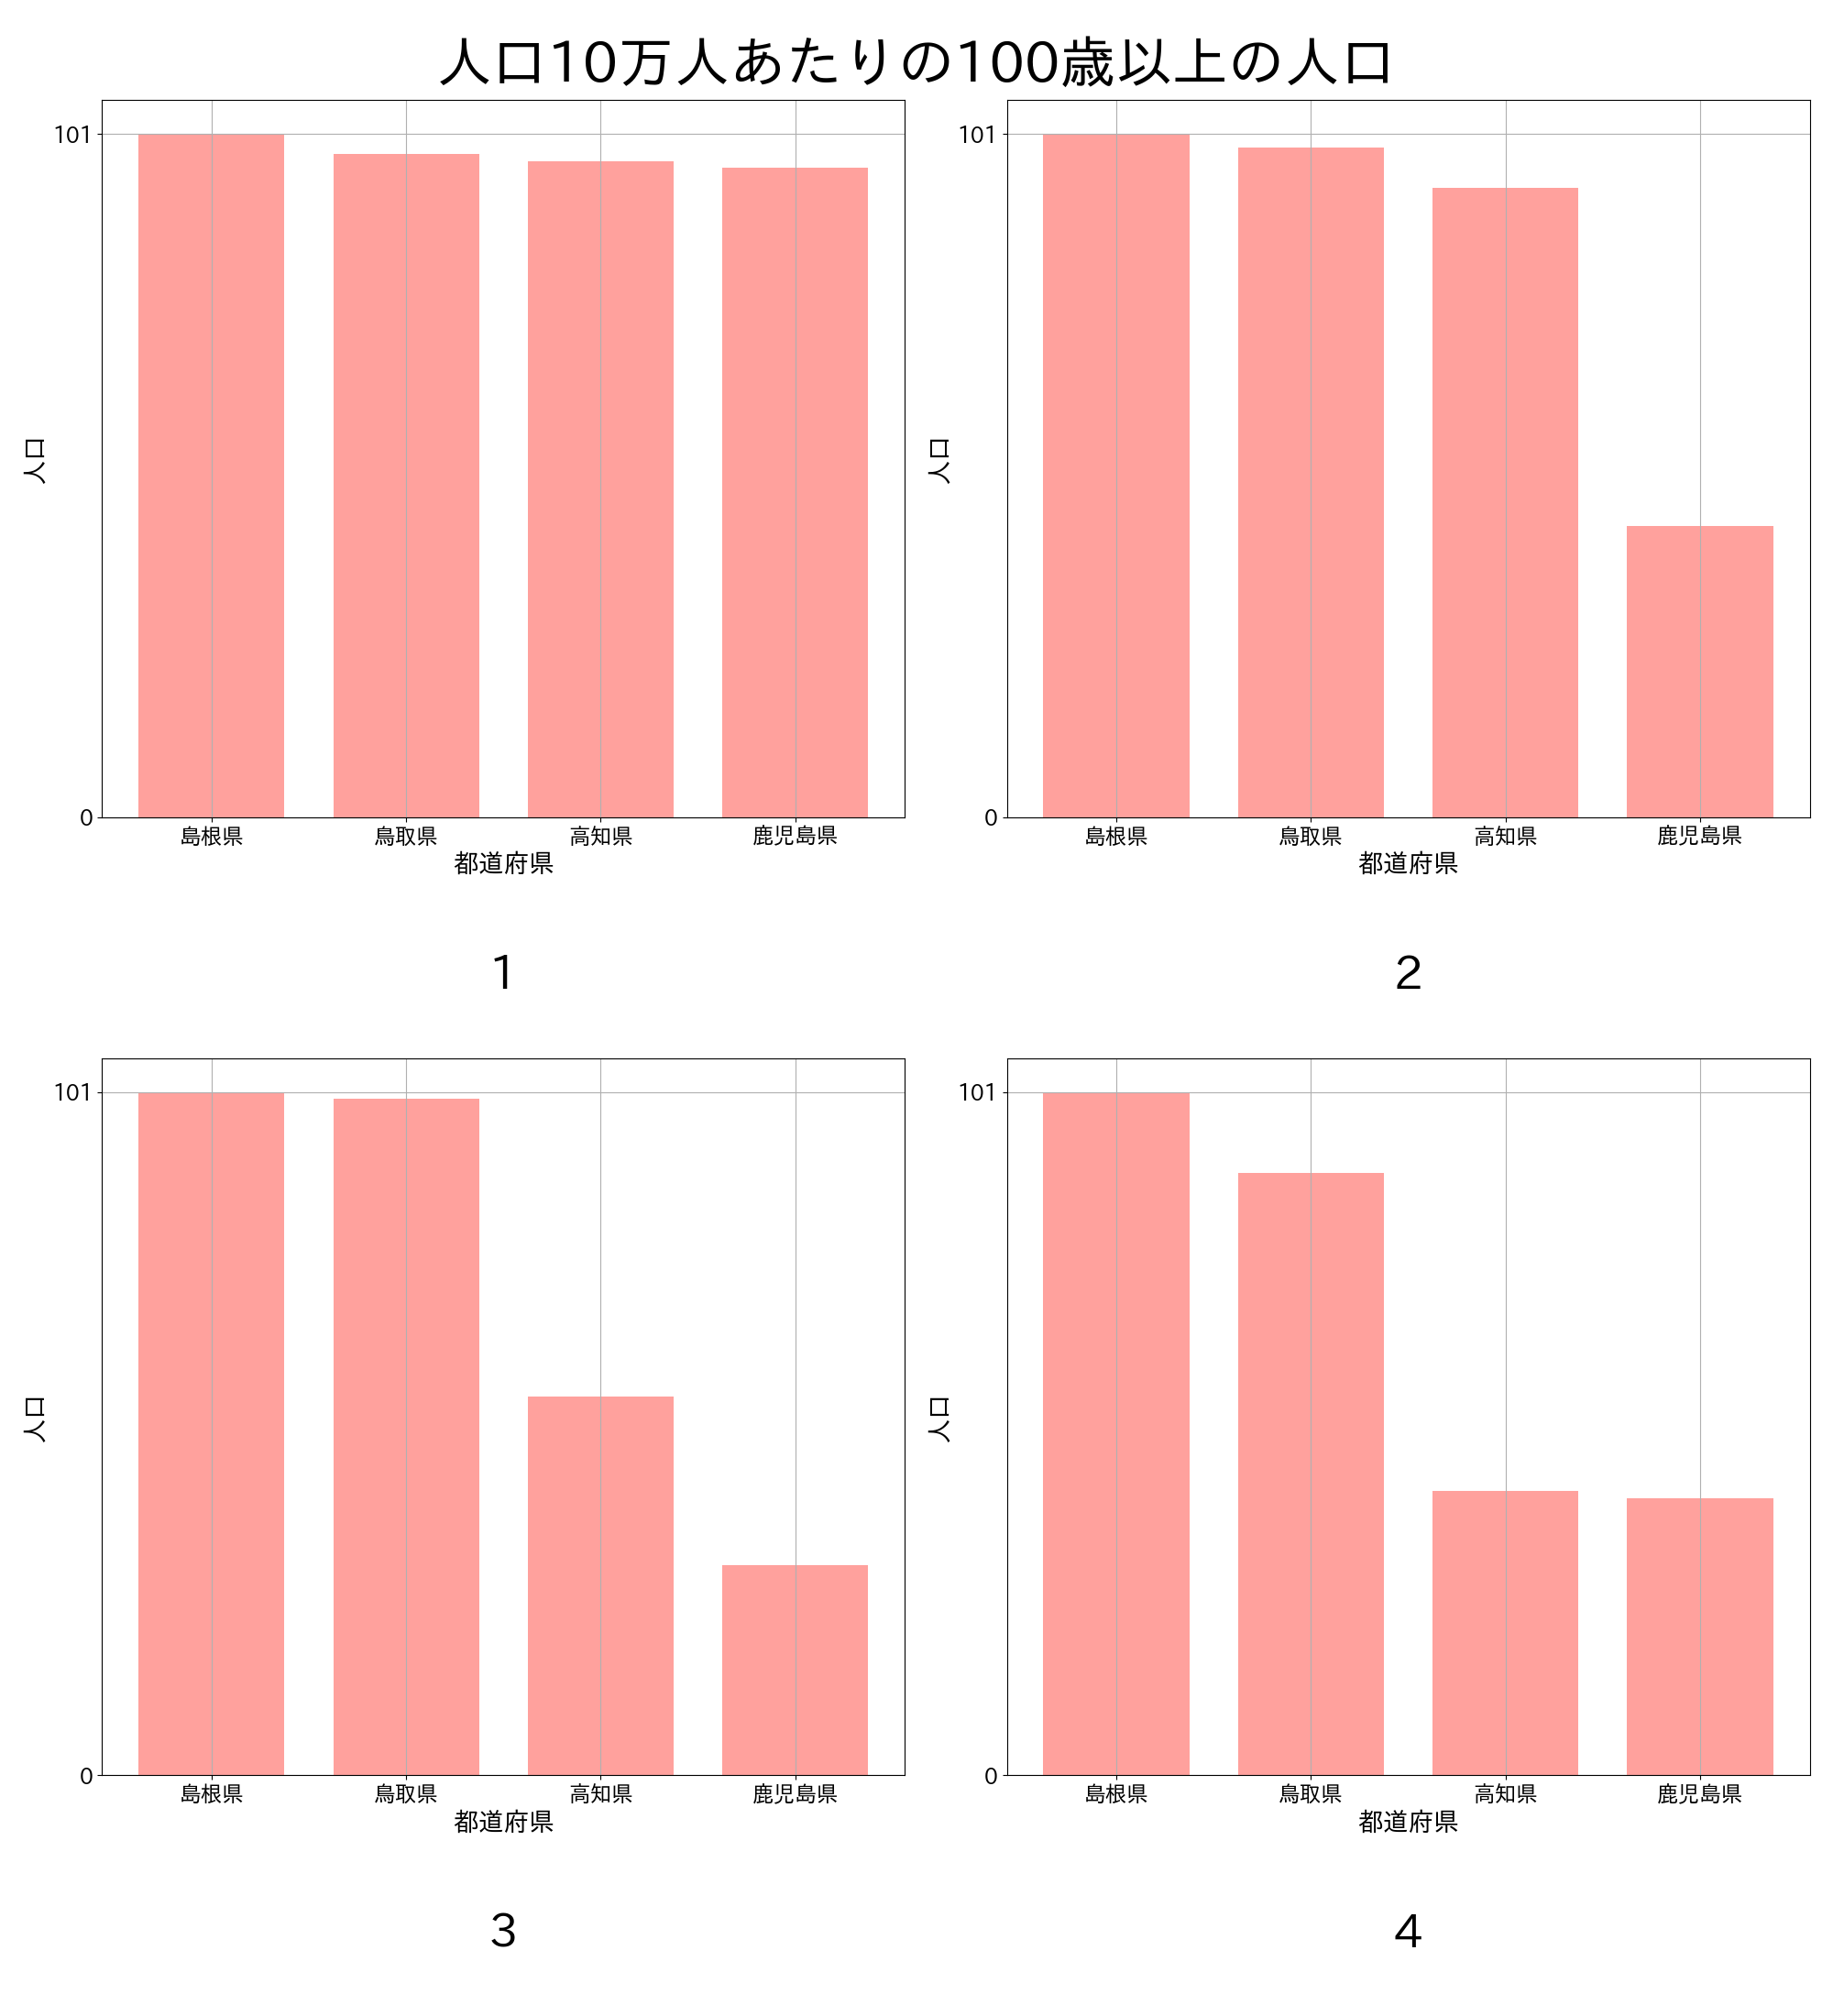 人口10万人あたりの100歳以上の人口
101
0
人口
島根県 鳥取県 高知県 鹿児島県
都道府県
1
101
0
人口
島根県 鳥取県 高知県 鹿児島県
都道府県
2
101
0
人口
島根県 鳥取県 高知県 鹿児島県
都道府県
3
101
0
人口
島根県 鳥取県 高知県 鹿児島県
都道府県
4